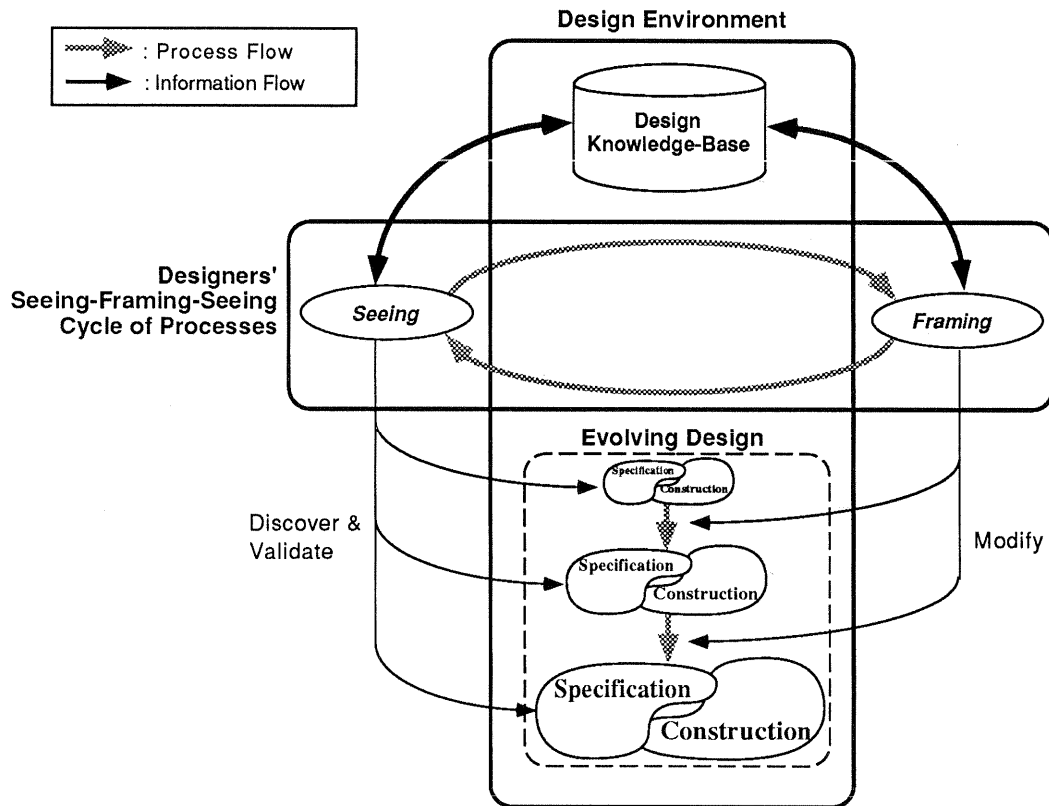 Design Environment
: Process Flow
: Information Flow
Design
Knowledge-Base
Designers'
Seeing-Framing-Seeing
Cycle of Processes
Seeing
Framing
Evolving Design
Specification
Construction
Discover &
Validate
Modify
Specification
Construction
Specification
Construction